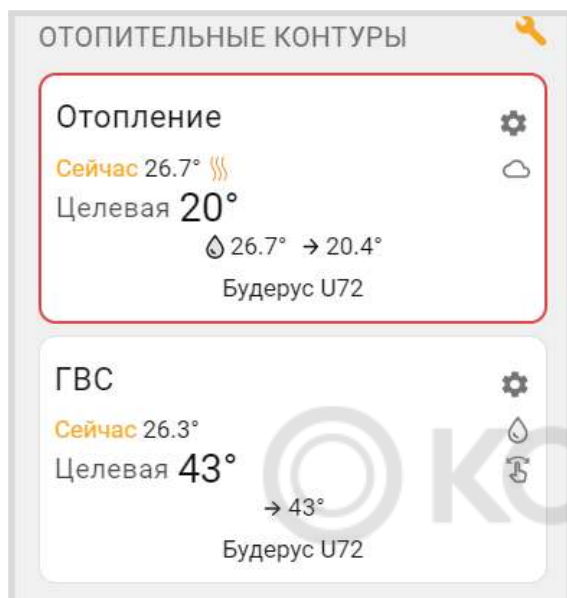 ОТОПИТЕЛЬНЫЕ КОНТУРЫ
Отопление
Сейчас 26.7°
Целевая 20°
26.7° → 20.4°
Будерус U72
ГВС
Сейчас 26.3°
Целевая 43°
→ 43°
Будерус U72
КО